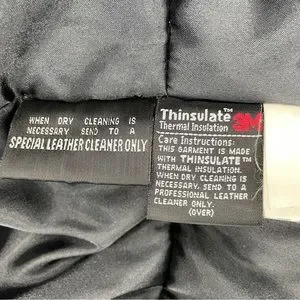 WHEN DRY CLEANING IS
NECESSARY SEND TO A
SPECIAL LEATHER CLEANER ONLY
Thinsulate™ 3M
Thermal Insulation
Care Instructions:
THIS GARMENT IS MADE
WITH THINSULATE™
THERMAL INSULATION.
WHEN DRY CLEANING IS
NECESSARY, SEND TO A
PROFESSIONAL LEATHER
CLEANER ONLY.
(OVER)